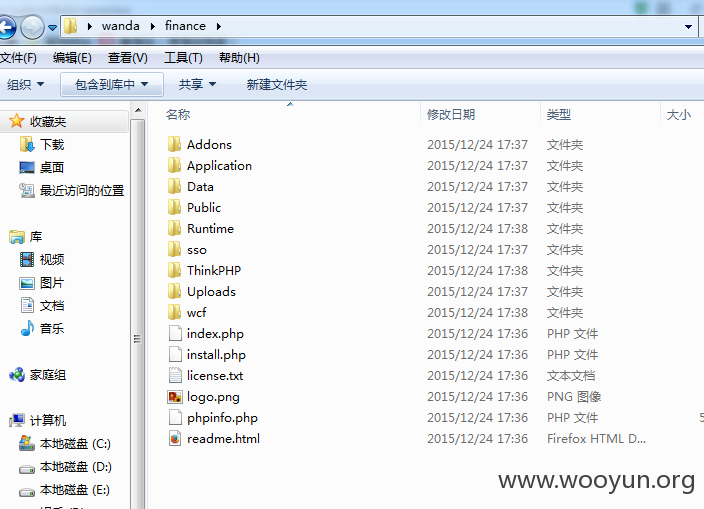 wanda finance
文件(F) 编辑(E) 查看(V) 工具(T) 帮助(H)
组织 包含到库中 共享 新建文件夹
名称 修改日期 类型 大小
收藏夹
下载
桌面
最近访问的位置
库
视频
图片
文档
音乐
家庭组
计算机
本地磁盘 (C:)
本地磁盘 (D:)
本地磁盘 (E:)
Addons 2015/12/24 17:37 文件夹
Application 2015/12/24 17:37 文件夹
Data 2015/12/24 17:37 文件夹
Public 2015/12/24 17:37 文件夹
Runtime 2015/12/24 17:38 文件夹
sso 2015/12/24 17:37 文件夹
ThinkPHP 2015/12/24 17:38 文件夹
Uploads 2015/12/24 17:37 文件夹
wcf 2015/12/24 17:38 文件夹
index.php 2015/12/24 17:36 PHP 文件
install.php 2015/12/24 17:36 PHP 文件
license.txt 2015/12/24 17:36 文本文档
logo.png 2015/12/24 17:36 PNG 图像
phpinfo.php 2015/12/24 17:36 PHP 文件
readme.html 2015/12/24 17:36 Firefox HTML D...
www.wooyun.org